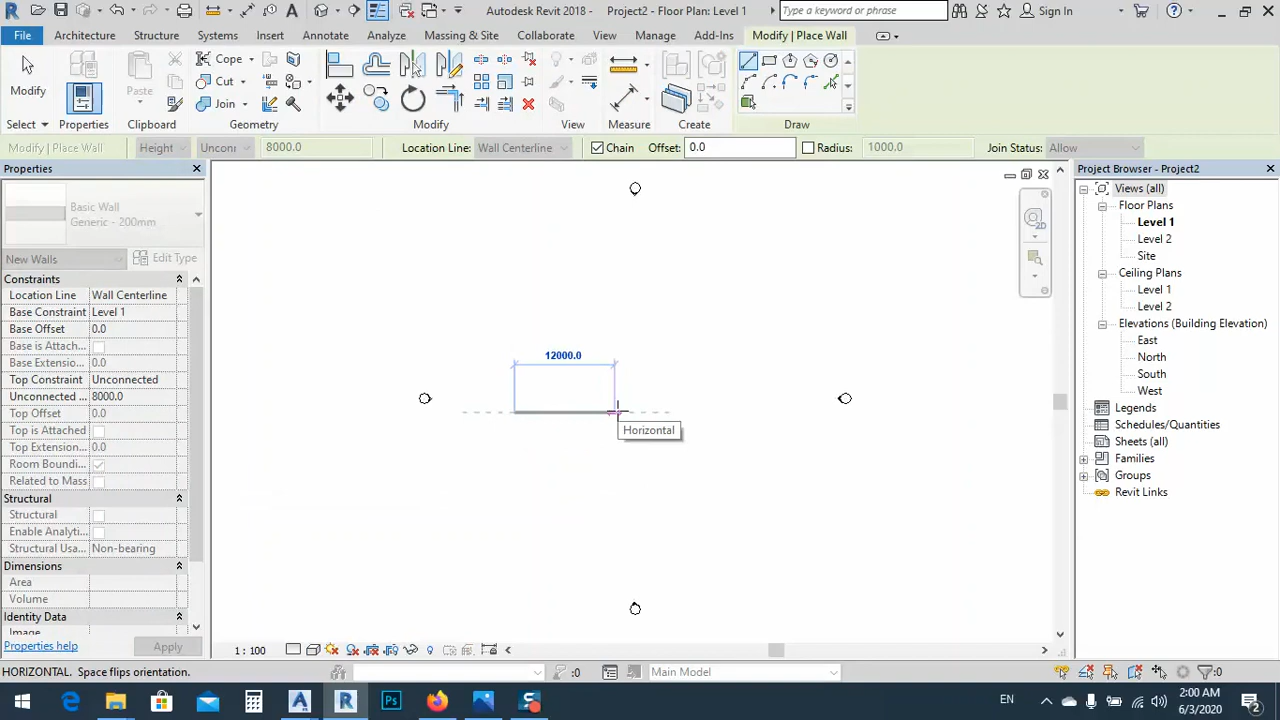 Autodesk Revit 2018 - Project2 - Floor Plan: Level 1
Type a keyword or phrase
Sign In
File
Architecture
Structure
Systems
Insert
Annotate
Analyze
Massing & Site
Collaborate
View
Manage
Add-Ins
Modify | Place Wall
Modify
Paste
Cope
Cut
Join
Select
Properties
Clipboard
Geometry
Modify
View
Measure
Create
Draw
Modify | Place Wall
Height
Unconr
8000.0
Location Line:
Wall Centerline
Chain
Offset:
0.0
Radius:
1000.0
Join Status:
Allow
Properties
Basic Wall
Generic - 200mm
New Walls
Edit Type
Constraints
Location Line Wall Centerline
Base Constraint Level 1
Base Offset 0.0
Base is Attach...
Base Extensio... 0.0
Top Constraint Unconnected
Unconnected ... 8000.0
Top Offset 0.0
Top is Attached
Top Extension... 0.0
Room Boundi...
Related to Mass
Structural
Structural
Enable Analyti...
Structural Usa... Non-bearing
Dimensions
Area
Volume
Identity Data
Image
Properties help
Apply
12000.0
Horizontal
2D
Project Browser - Project2
Views (all)
Floor Plans
Level 1
Level 2
Site
Ceiling Plans
Level 1
Level 2
Elevations (Building Elevation)
East
North
South
West
Legends
Schedules/Quantities
Sheets (all)
Families
Groups
Revit Links
1 : 100
HORIZONTAL. Space flips orientation.
:0
Main Model
:0
Ps
EN
2:00 AM
6/3/2020
2